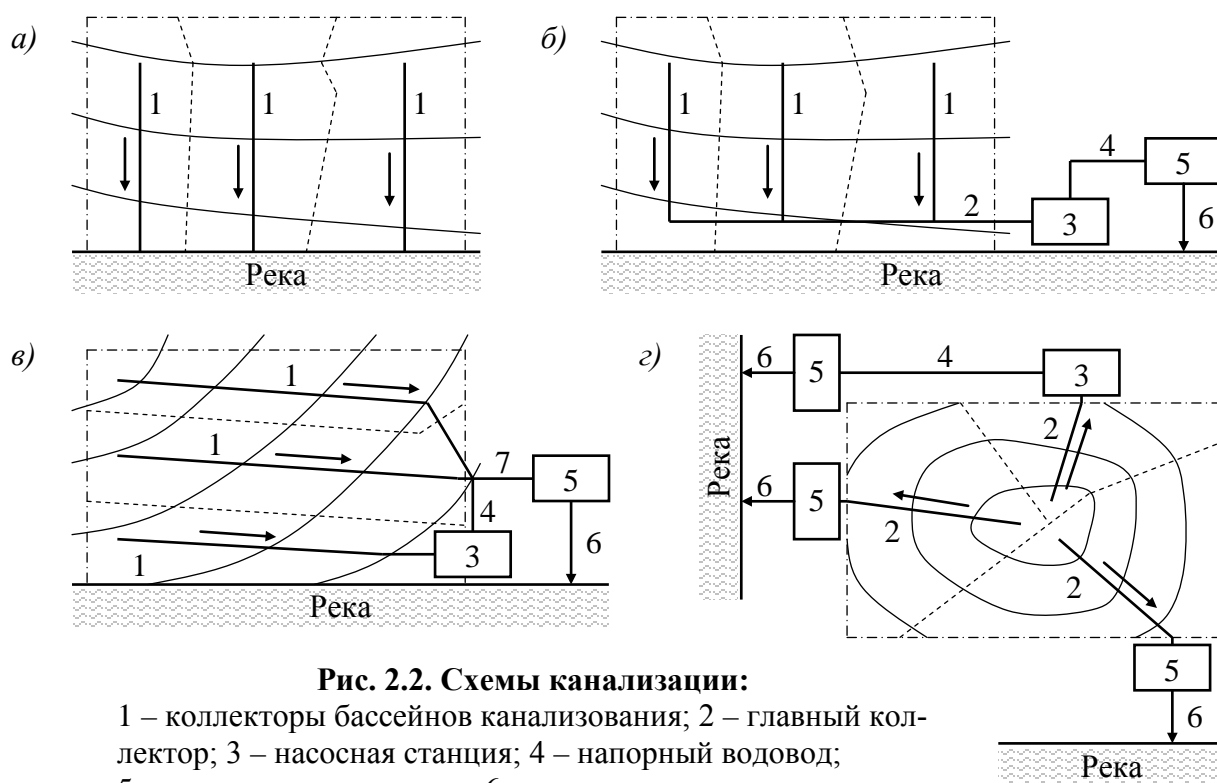 а)
1
1
1
Река
б)
1
1
1
2
3
4
5
6
Река
в)
1
1
1
7
5
4
3
6
Река
г)
6
5
4
3
2
Река
6
5
2
2
5
6
Река
Рис. 2.2. Схемы канализации:
1 – коллекторы бассейнов канализования; 2 – главный кол-
лектор; 3 – насосная станция; 4 – напорный водовод;